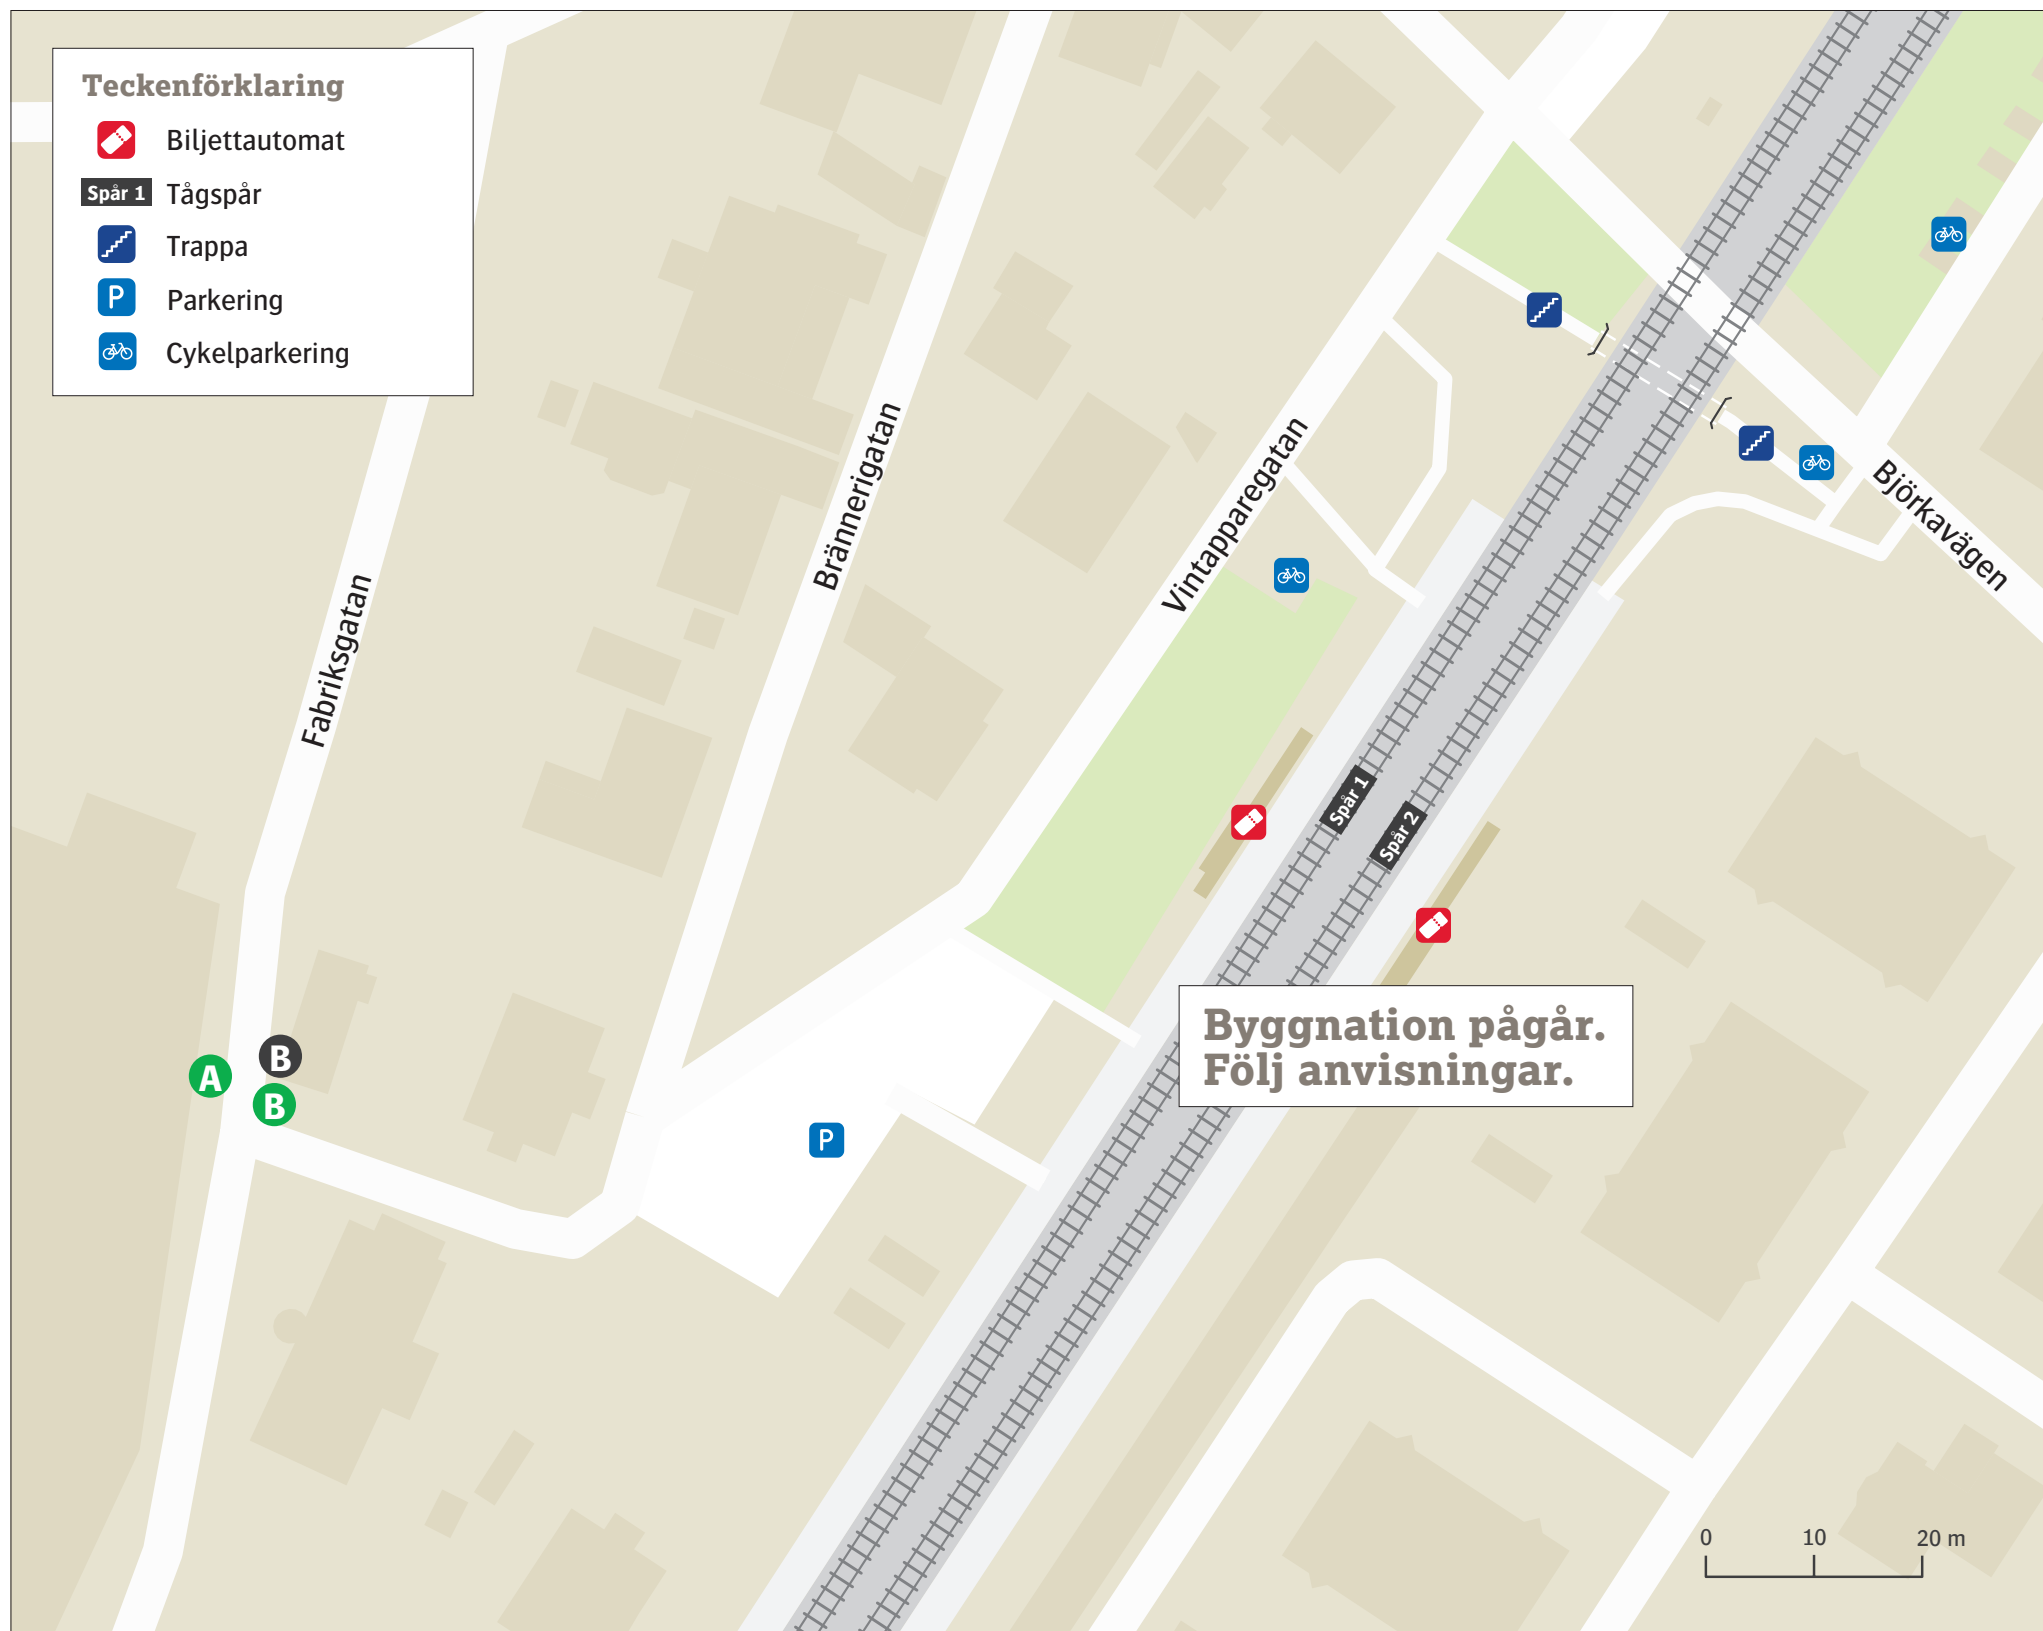 Teckenförklaring
Biljettautomat
Spår 1 Tågspår
Trappa
P Parkering
Cykelparkering
Fabriksgatan
Brännerigatan
Vintapparegatan
Björkavägen
Spår 1
Spår 2
Byggnation pågår.
Följ anvisningar.
B
A
B
P
0 10 20 m